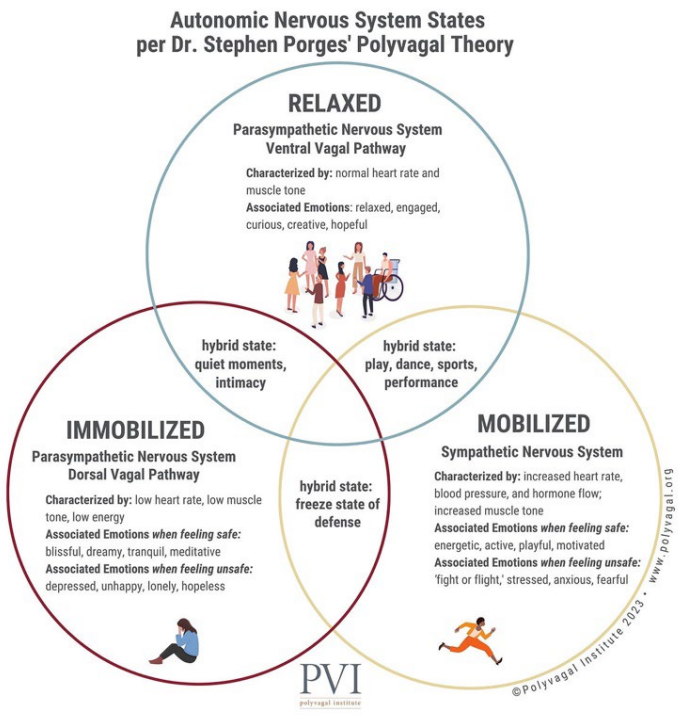 Autonomic Nervous System States
per Dr. Stephen Porges' Polyvagal Theory
RELAXED
Parasympathetic Nervous System
Ventral Vagal Pathway
Characterized by: normal heart rate and
muscle tone
Associated Emotions: relaxed, engaged,
curious, creative, hopeful
hybrid state:
quiet moments,
intimacy
hybrid state:
play, dance, sports,
performance
IMMOBILIZED
Parasympathetic Nervous System
Dorsal Vagal Pathway
Characterized by: low heart rate, low muscle
tone, low energy
Associated Emotions when feeling safe:
blissful, dreamy, tranquil, meditative
Associated Emotions when feeling unsafe:
depressed, unhappy, lonely, hopeless
hybrid state:
freeze state of
defense
MOBILIZED
Sympathetic Nervous System
Characterized by: increased heart rate,
blood pressure, and hormone flow;
increased muscle tone
Associated Emotions when feeling safe:
energetic, active, playful, motivated
Associated Emotions when feeling unsafe:
'fight or flight,' stressed, anxious, fearful
PVI
polyvagal institute
©Polyvagal Institute 2023 • www.polyvagal.org